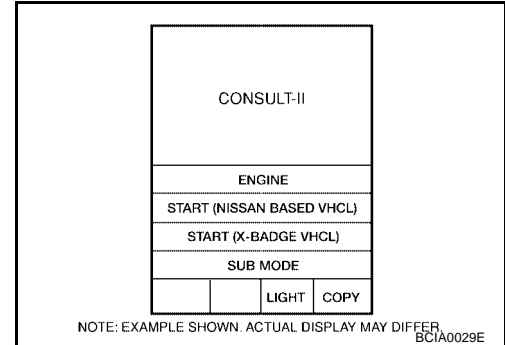 CONSULT-II
ENGINE
START (NISSAN BASED VHCL)
START (X-BADGE VHCL)
SUB MODE
LIGHT COPY
NOTE: EXAMPLE SHOWN. ACTUAL DISPLAY MAY DIFFER.
BCIA0029E